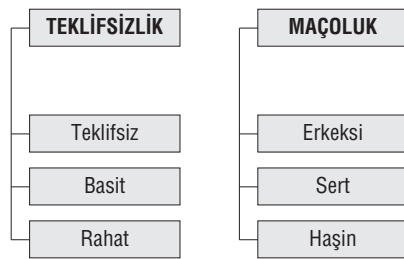 TEKLİFSİZLİK
Teklifsiz
Basit
Rahat
MAÇOLUK
Erkeksi
Sert
Haşin